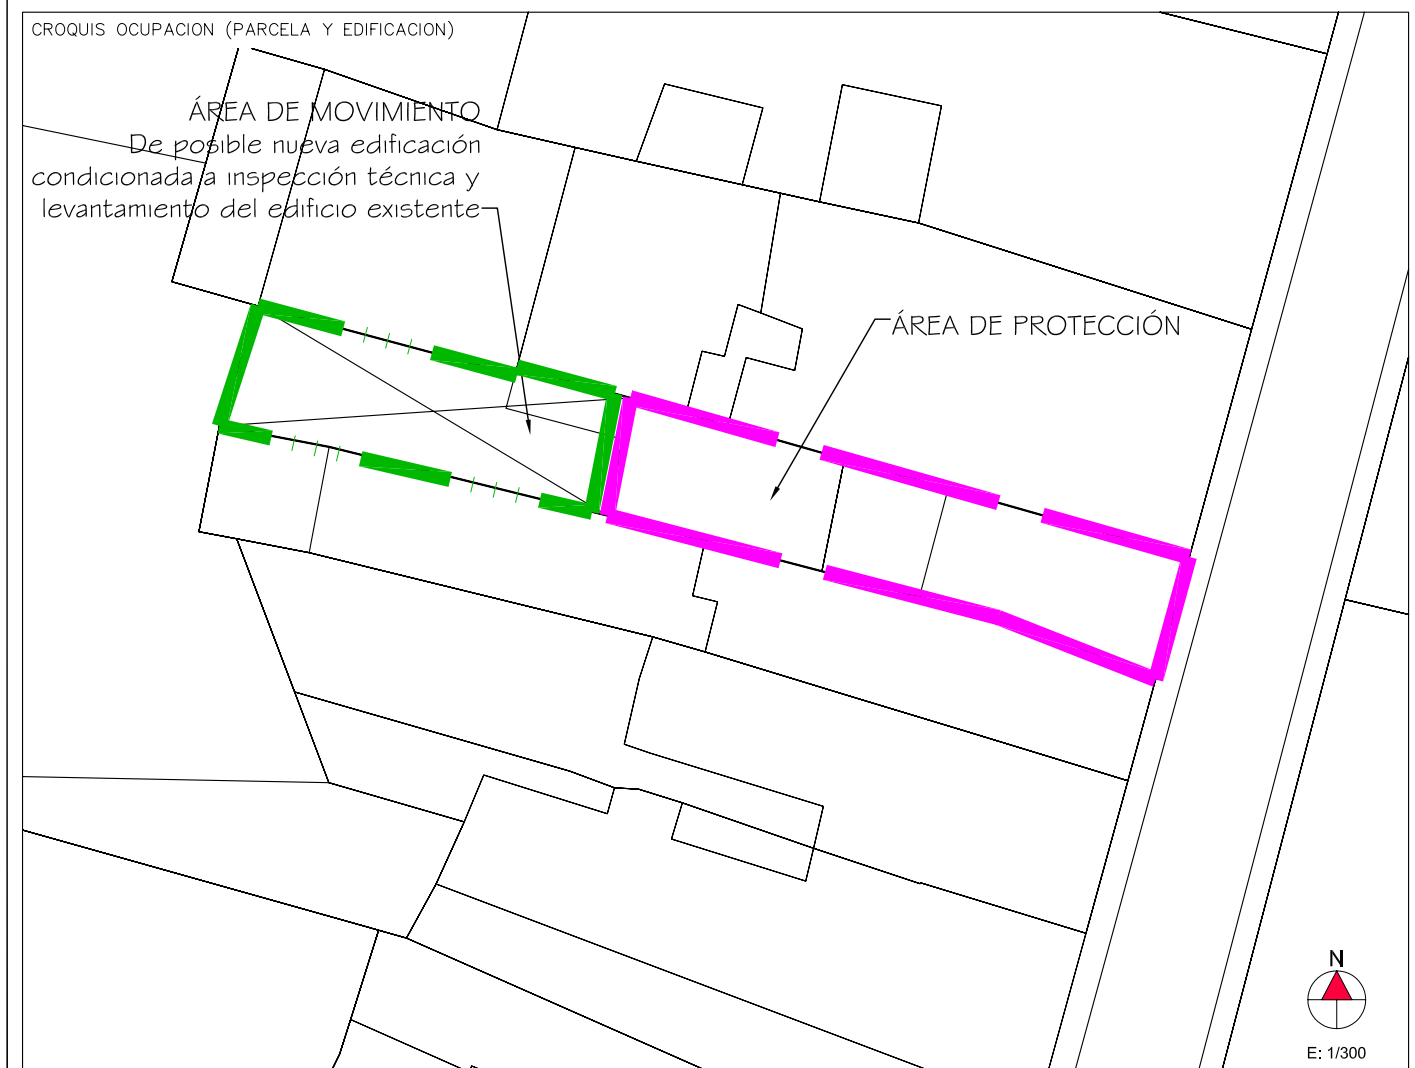 CROQUIS OCUPACION (PARCELA Y EDIFICACION)
ÁREA DE MOVIMIENTO
De posible nueva edificación
condicionada a inspección técnica y
levantamiento del edificio existente
ÁREA DE PROTECCIÓN
N
E: 1/300